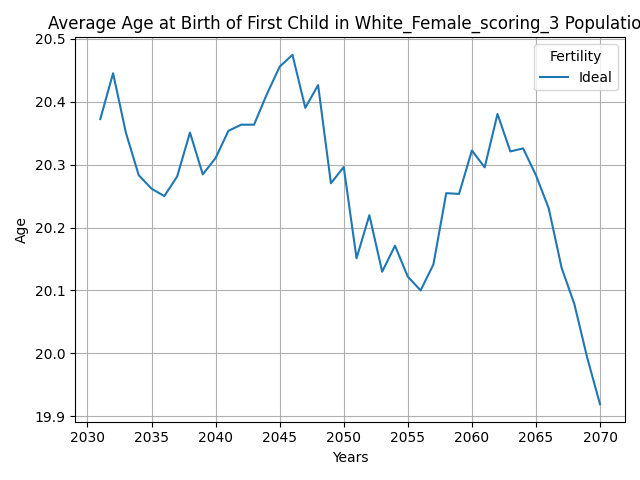 Average Age at Birth of First Child in White_Female_scoring_3 Populatio
20.5
20.4
20.3
20.2
20.1
20.0
19.9
Age
Fertility
Ideal
2030 2035 2040 2045 2050 2055 2060 2065 2070
Years